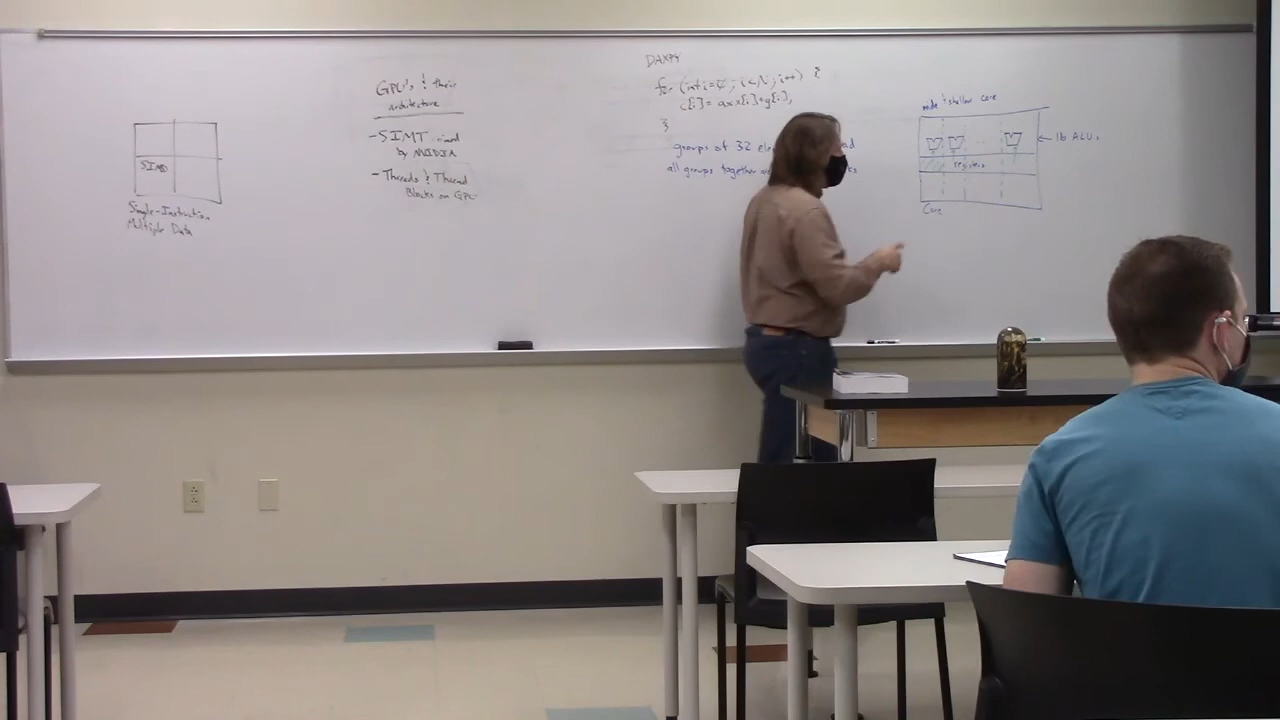 SIMD
Single-Instruction
Multiple Data
GPU's & their
architecture
-SIMT coined
by NVIDIA
-Threads & Thread
Blocks on GPU
DAXPY
for (int i=0; i<N; i++) {
c[i]= a*x[i]+y[i];
}
groups of 32
all groups together
wide & shallow core
16 ALUs
registers
Core